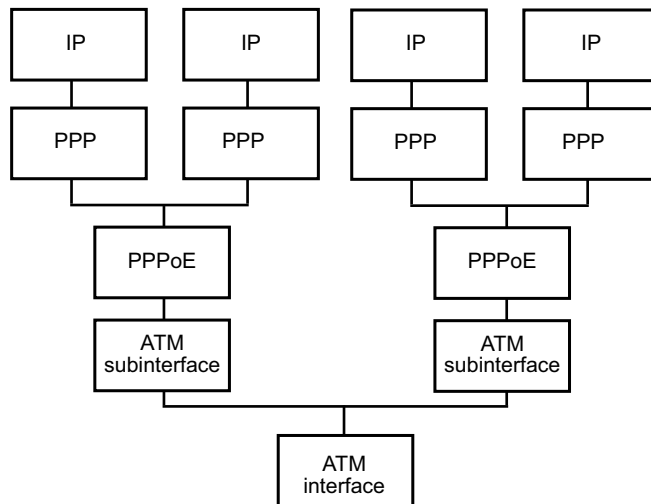 IP
IP
IP
IP
PPP
PPP
PPP
PPP
PPPoE
PPPoE
ATM
subinterface
ATM
subinterface
ATM
interface